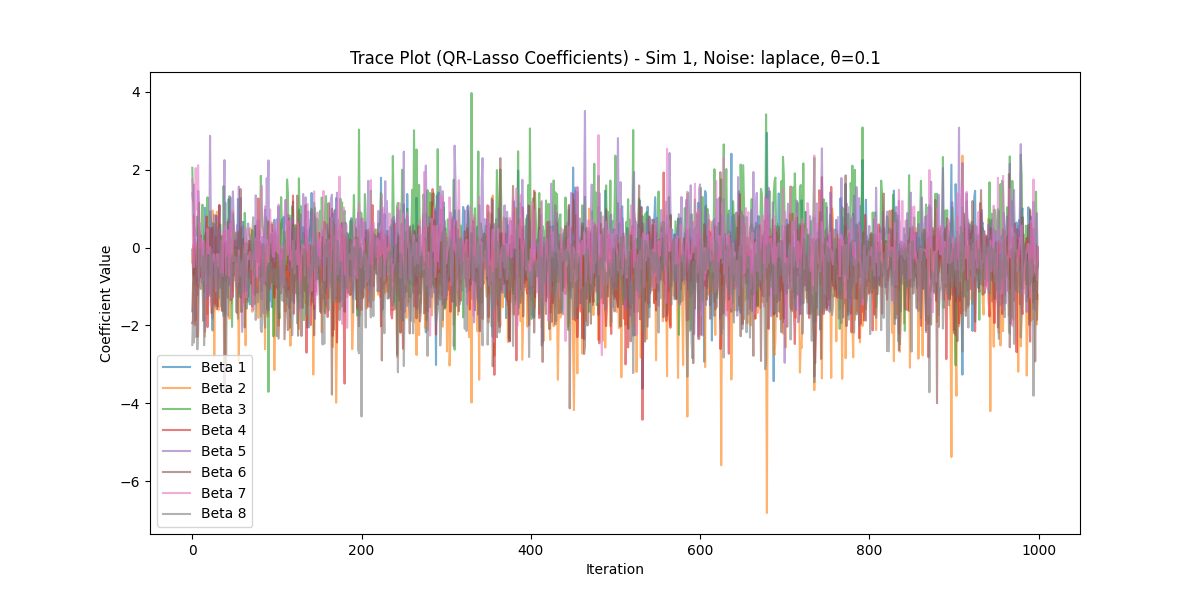 Trace Plot (QR-Lasso Coefficients) - Sim 1, Noise: laplace, θ=0.1
4
2
0
−2
−4
−6
Coefficient Value
Beta 1
Beta 2
Beta 3
Beta 4
Beta 5
Beta 6
Beta 7
Beta 8
0 200 400 600 800 1000
Iteration